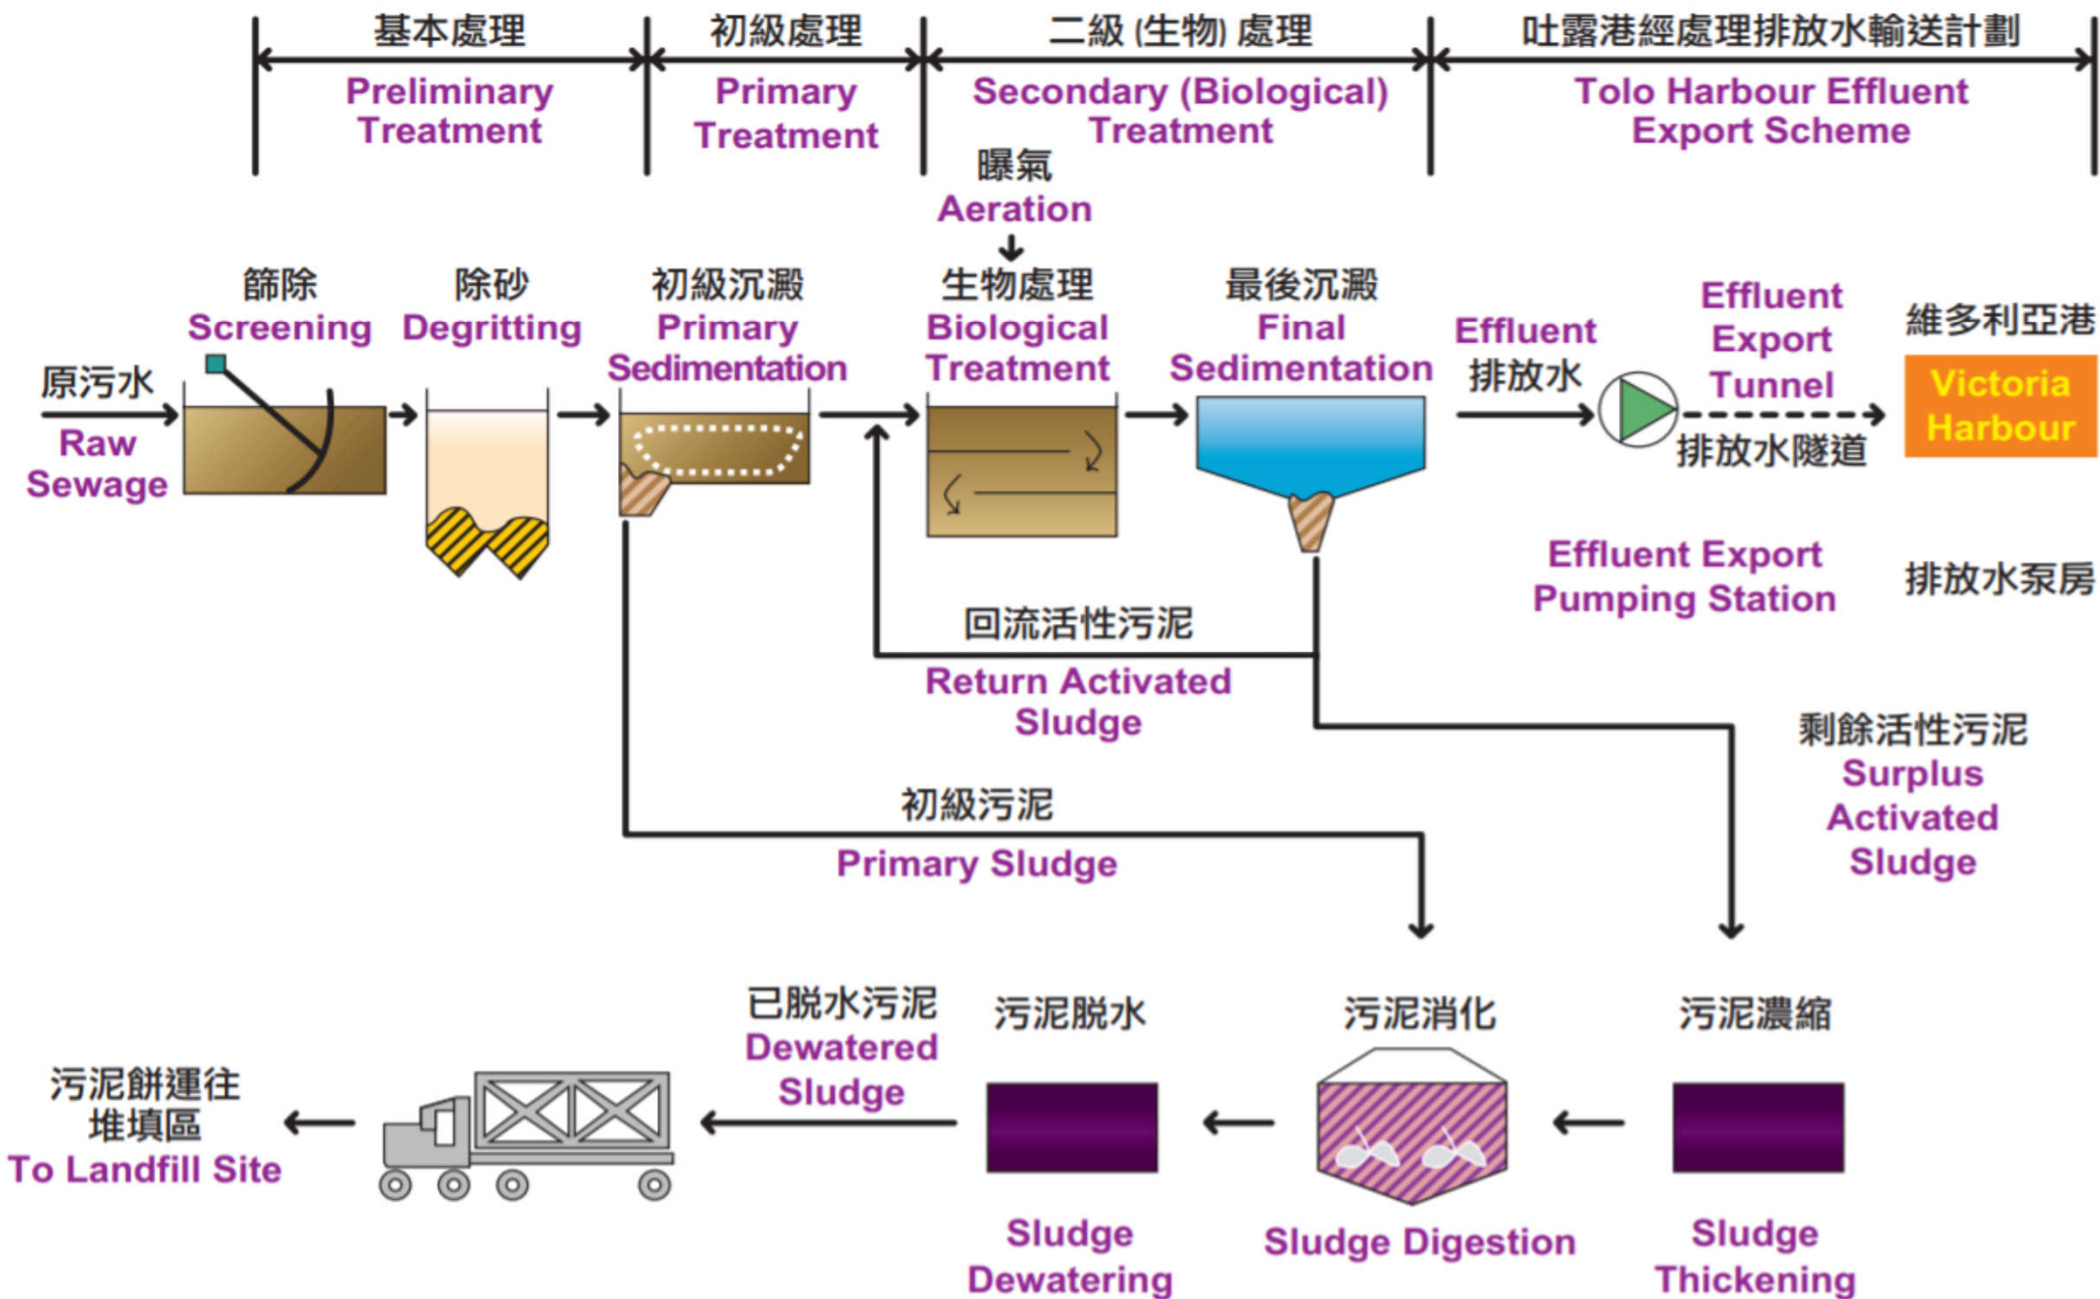 基本處理
Preliminary
Treatment
初級處理
Primary
Treatment
二級 (生物) 處理
Secondary (Biological)
Treatment
吐露港經處理排放水輸送計劃
Tolo Harbour Effluent
Export Scheme
曝氣
Aeration
原污水
Raw
Sewage
篩除
Screening
除砂
Degritting
初級沉澱
Primary
Sedimentation
生物處理
Biological
Treatment
最後沉澱
Final
Sedimentation
Effluent
排放水
Effluent
Export
Tunnel
排放水隧道
維多利亞港
Victoria
Harbour
Effluent Export
Pumping Station
排放水泵房
回流活性污泥
Return Activated
Sludge
剩餘活性污泥
Surplus
Activated
Sludge
初級污泥
Primary Sludge
污泥餅運往
堆填區
To Landfill Site
已脱水污泥
Dewatered
Sludge
污泥脱水
Sludge
Dewatering
污泥消化
Sludge Digestion
污泥濃縮
Sludge
Thickening